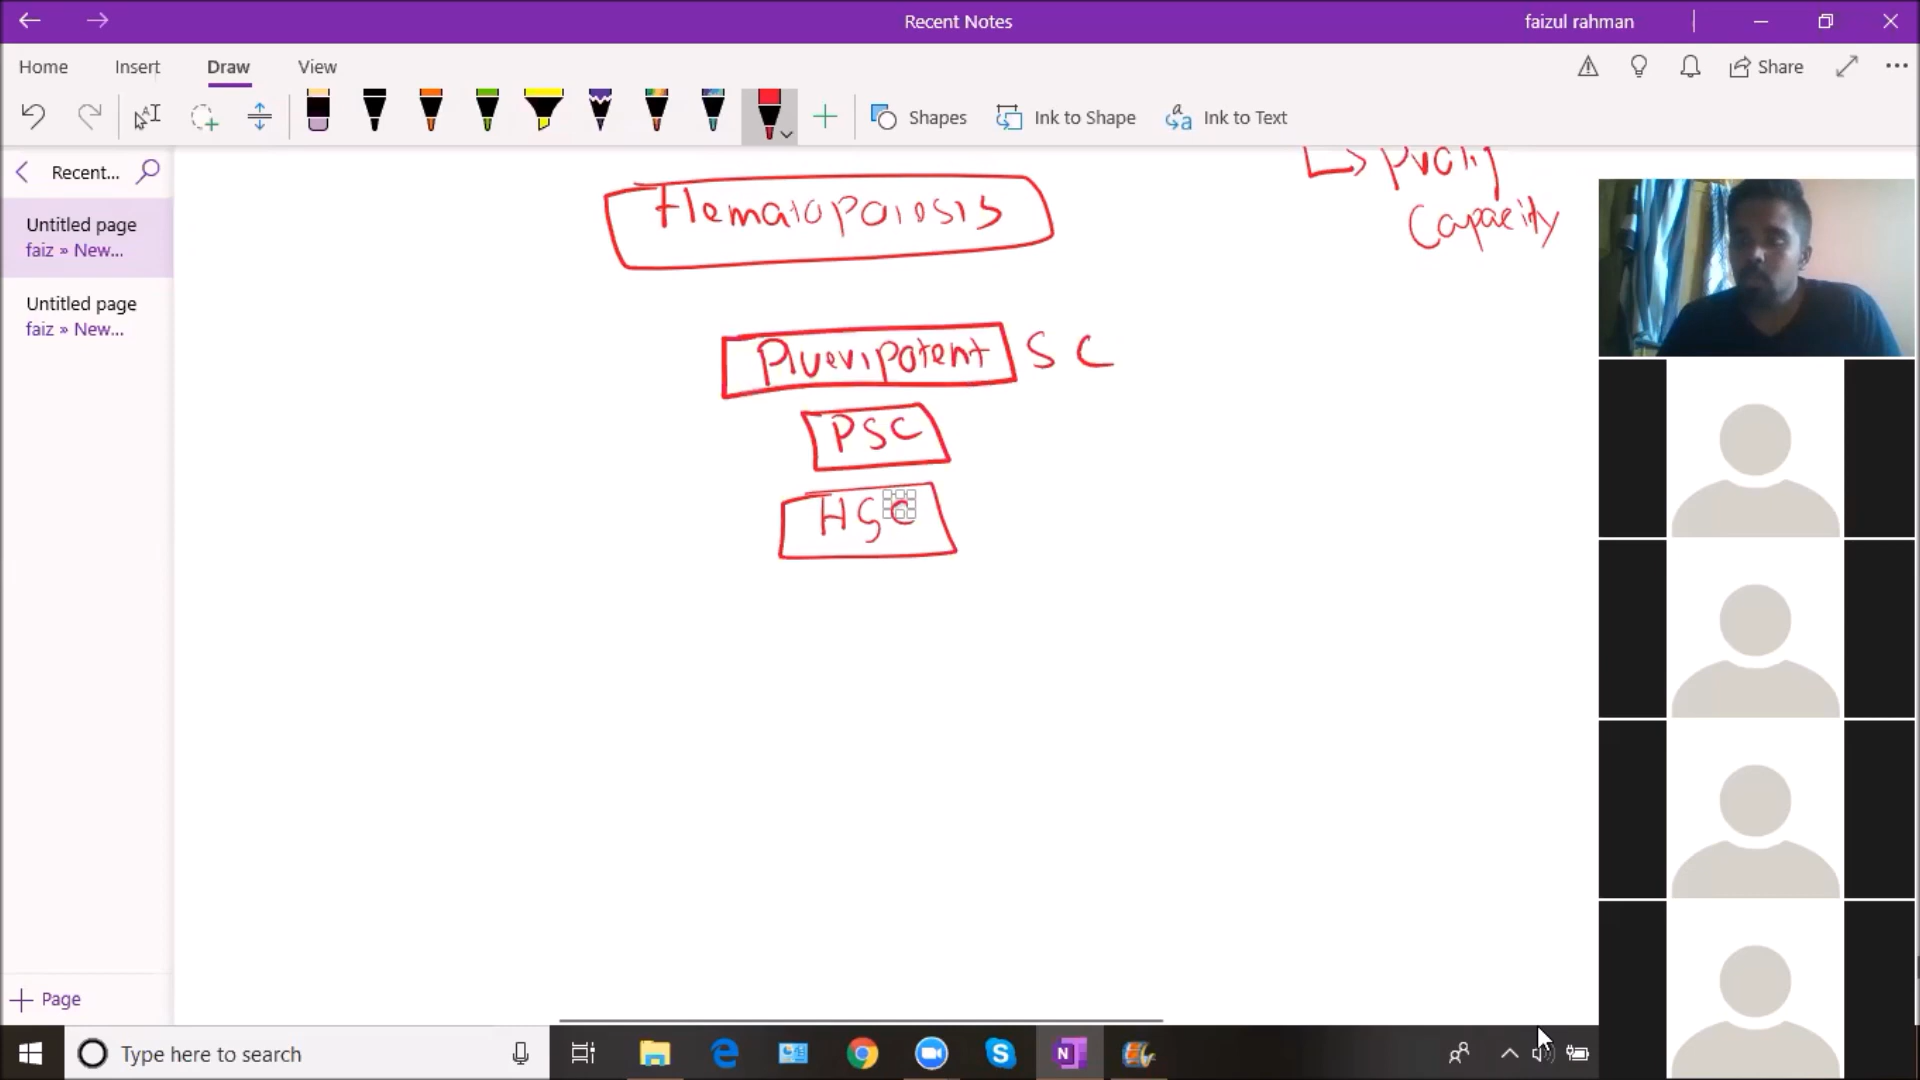 Recent Notes
faizul rahman
Home Insert Draw View
Share
Shapes
Ink to Shape
Ink to Text
Recent...
Untitled page
faiz » New...
Untitled page
faiz » New...
Capacity
Hematopoiosis
Pluripotent S C
PSC
HSC
Page
Type here to search